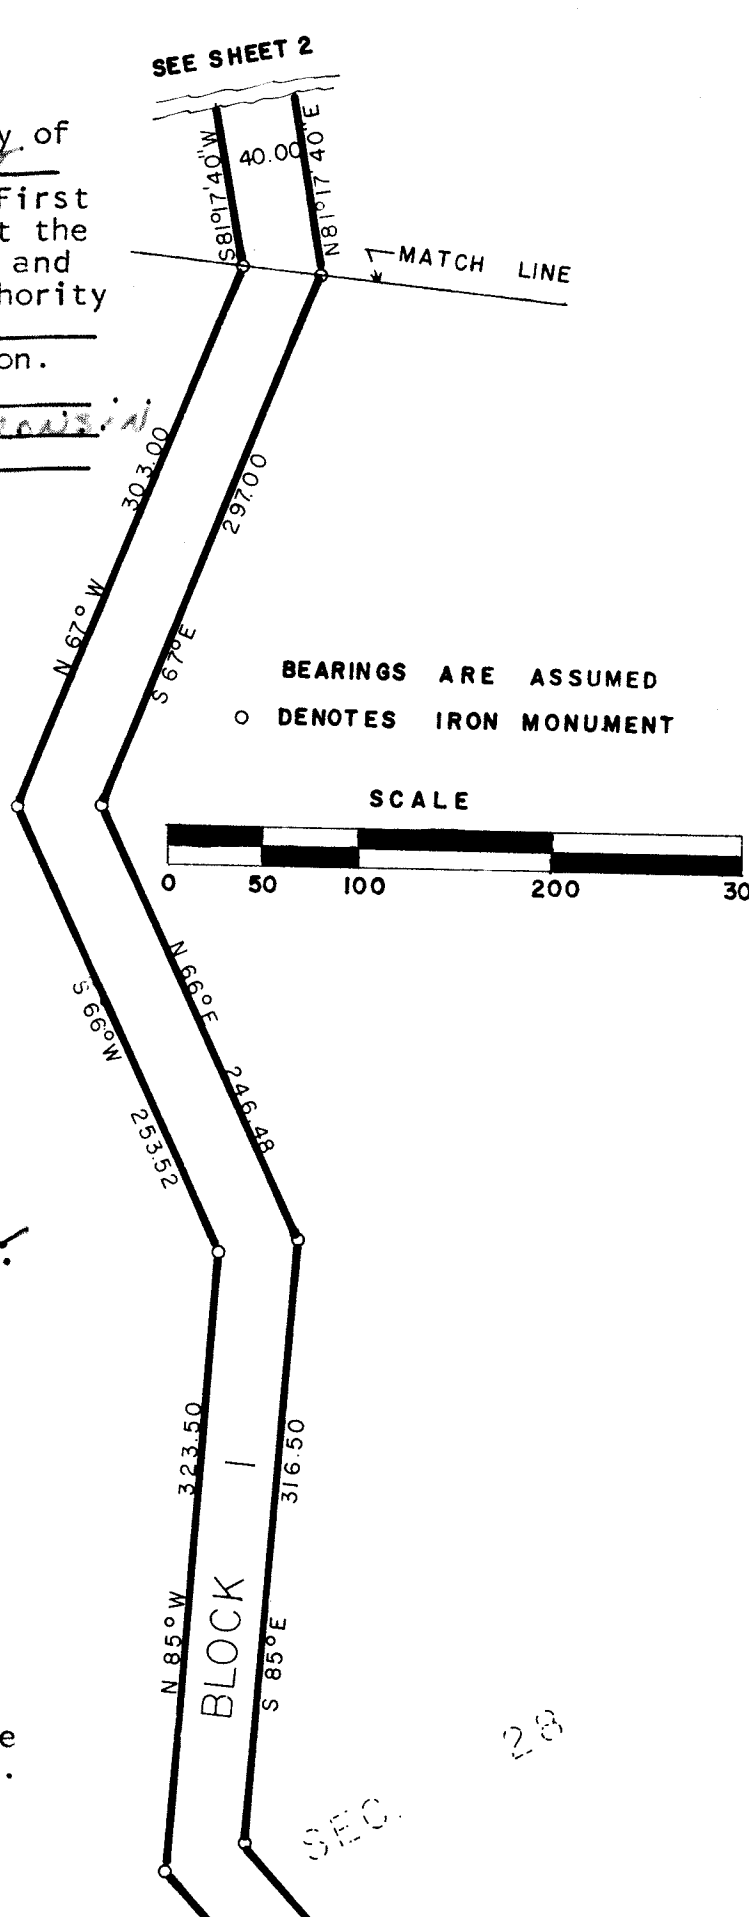 SEE SHEET 2
y of
First
t the
and
hority
on.
S81°17'40"W
40.00
N81°17'40"E
MATCH LINE
303.00
297.00
N 67° W
S 67° E
BEARINGS ARE ASSUMED
DENOTES IRON MONUMENT
SCALE
0 50 100 200 30
N 66° E
S 66° W
246.48
253.52
323.50
316.50
N 85° W
BLOCK 1
S 85° E
e
.
SEC. 28